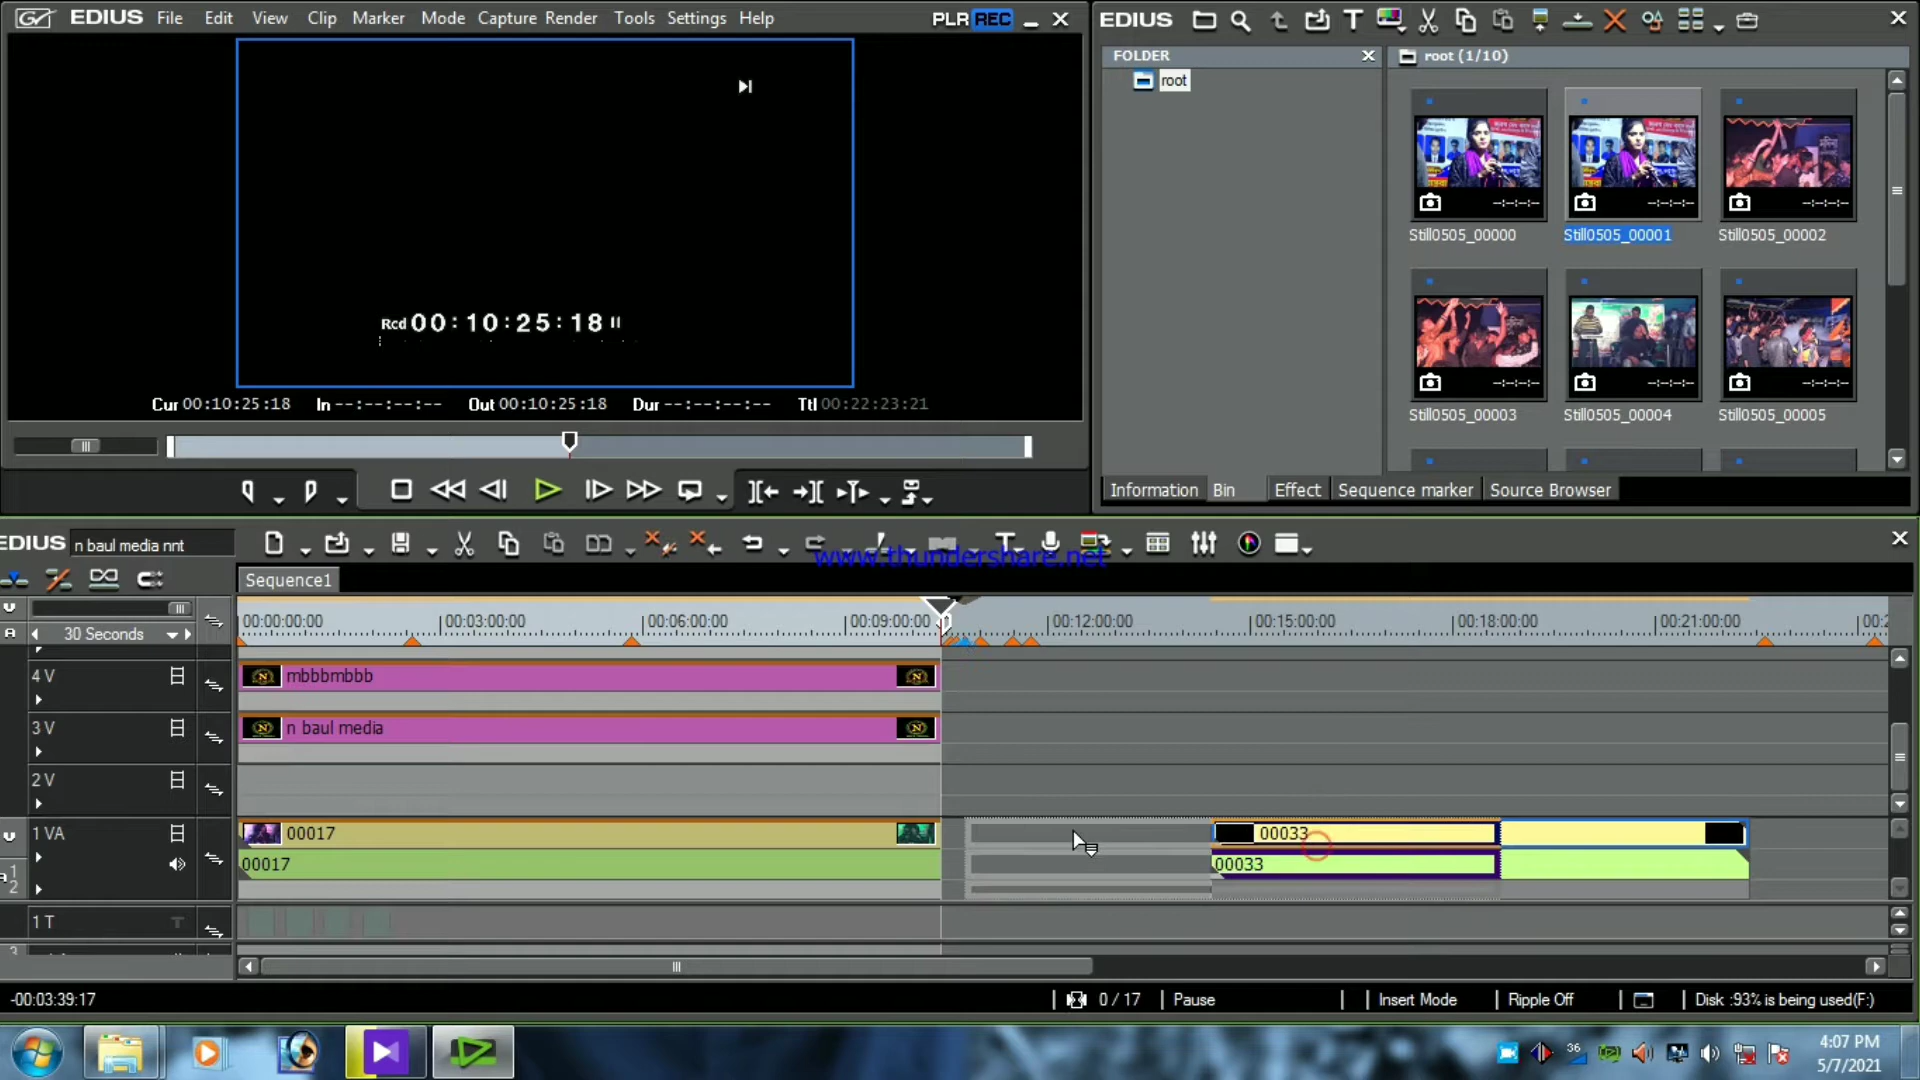 EDIUS File Edit View Clip Marker Mode Capture Render Tools Settings Help PLR REC
EDIUS
FOLDER
root
root (1/10)
Still0505_00000
Still0505_00001
Still0505_00002
Still0505_00003
Still0505_00004
Still0505_00005
Rcd 00:10:25:18
Cur 00:10:25:18 In --:--:--:-- Out 00:10:25:18 Dur --:--:--:-- Ttl 00:22:23:21
Information Bin Effect Sequence marker Source Browser
EDIUS n baul media nnt
www.thundershare.net
Sequence1
30 Seconds
00:00:00:00 00:03:00:00 00:06:00:00 00:09:00:00 00:12:00:00 00:15:00:00 00:18:00:00 00:21:00:00
4 V mbbbmbbb
3 V n baul media
2 V
1 VA 00017 00033
00017 00033
1 T
-00:03:39:17 0 / 17 Pause Insert Mode Ripple Off Disk :93% is being used(F:)
36
4:07 PM
5/7/2021